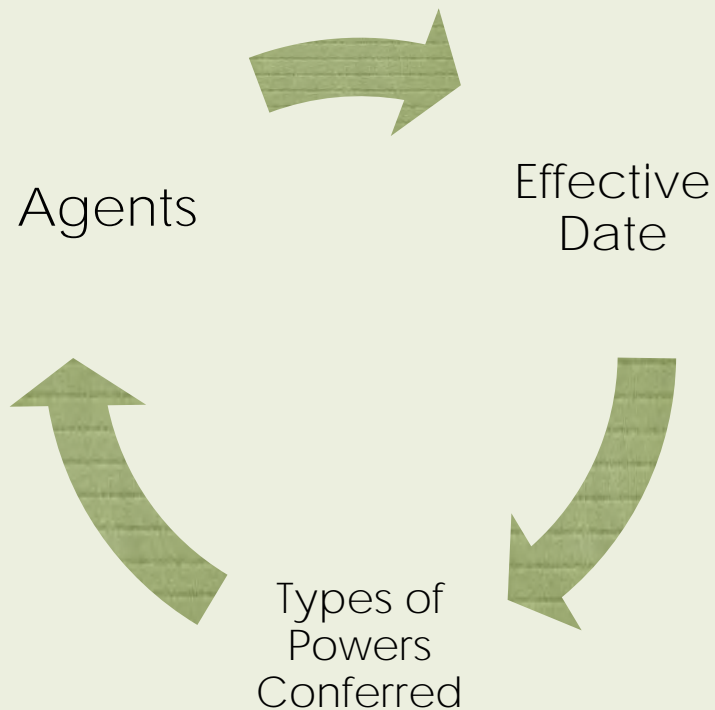 Agents
Effective
Date
Types of
Powers
Conferred